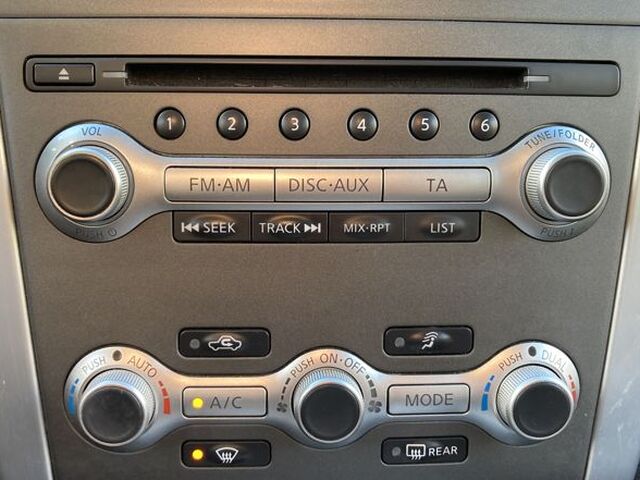 1 2 3 4 5 6
VOL
TUNE/FOLDER
FM·AM DISC·AUX TA
PUSH
PUSH
SEEK TRACK MIX·RPT LIST
PUSH AUTO
PUSH ON·OFF
PUSH DUAL
A/C
MODE
REAR